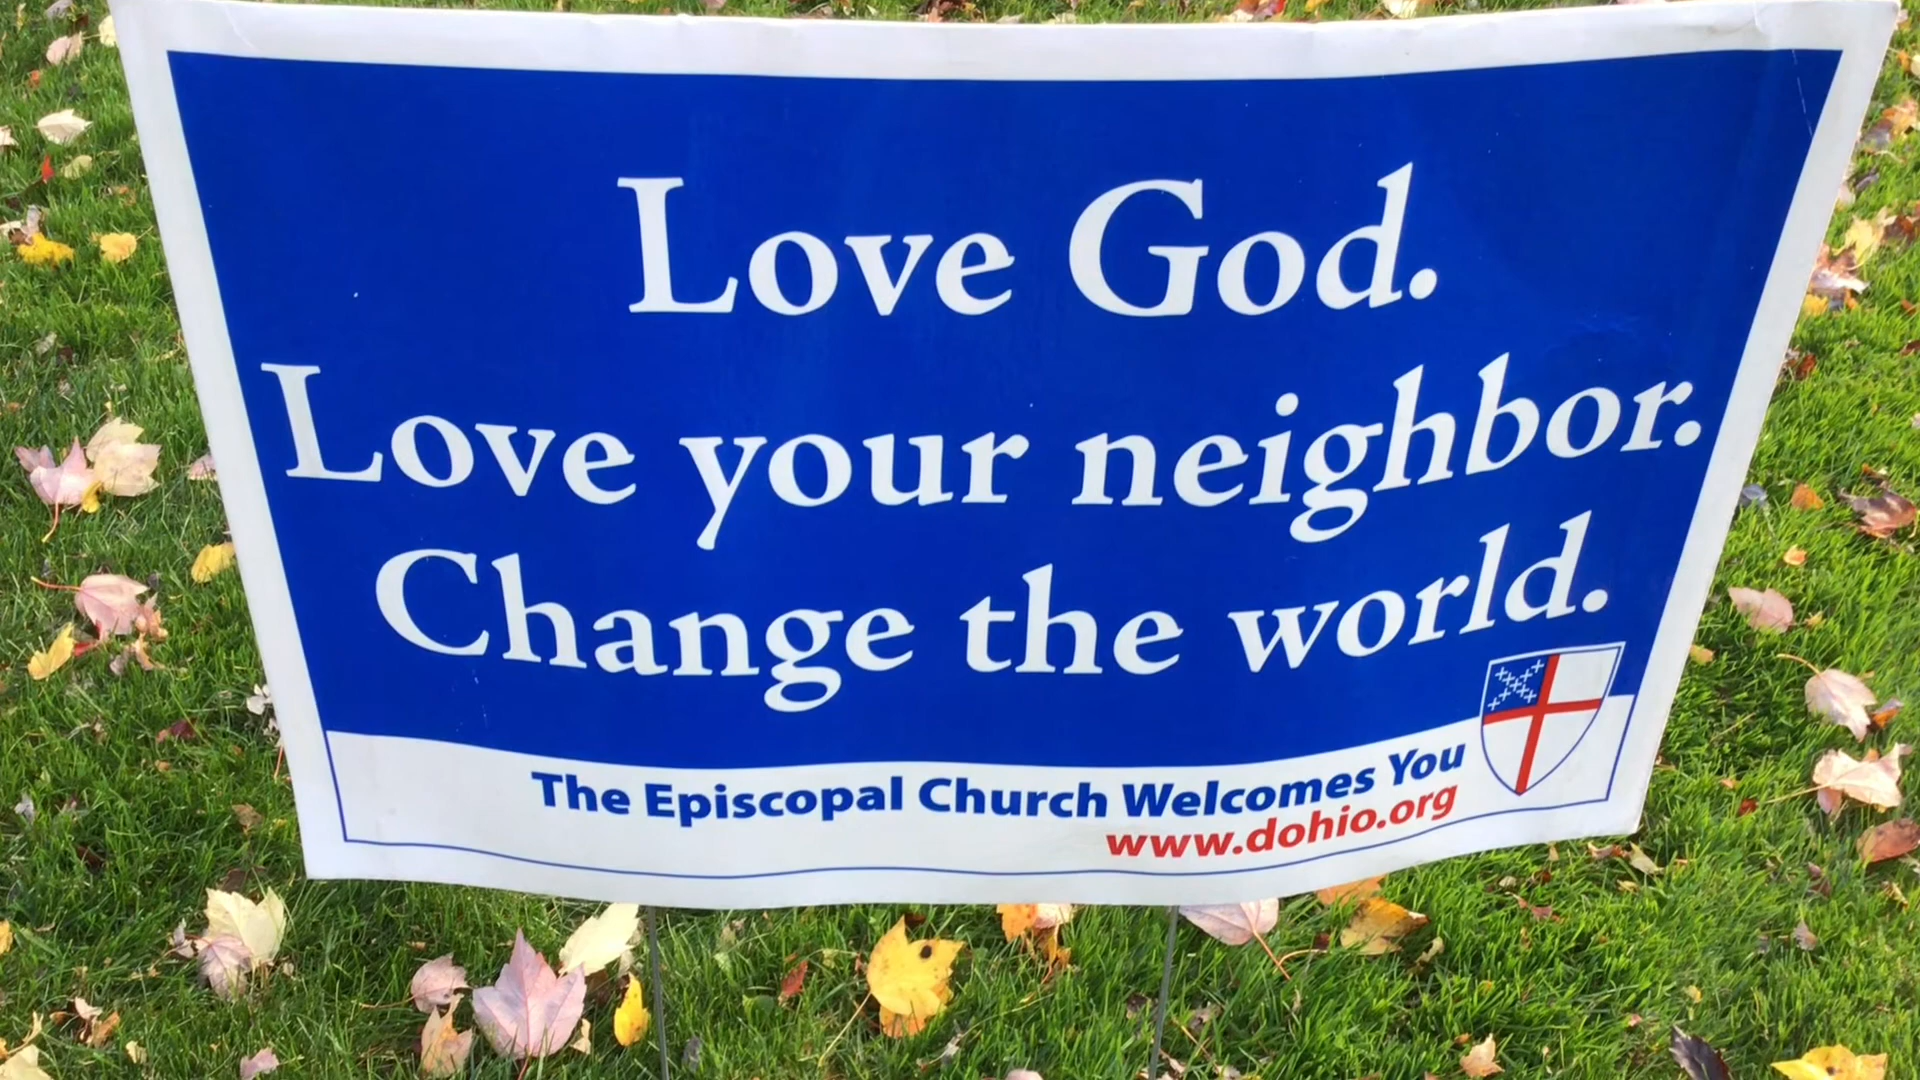 Love God.
Love your neighbor.
Change the world.
The Episcopal Church Welcomes You
www.dohio.org